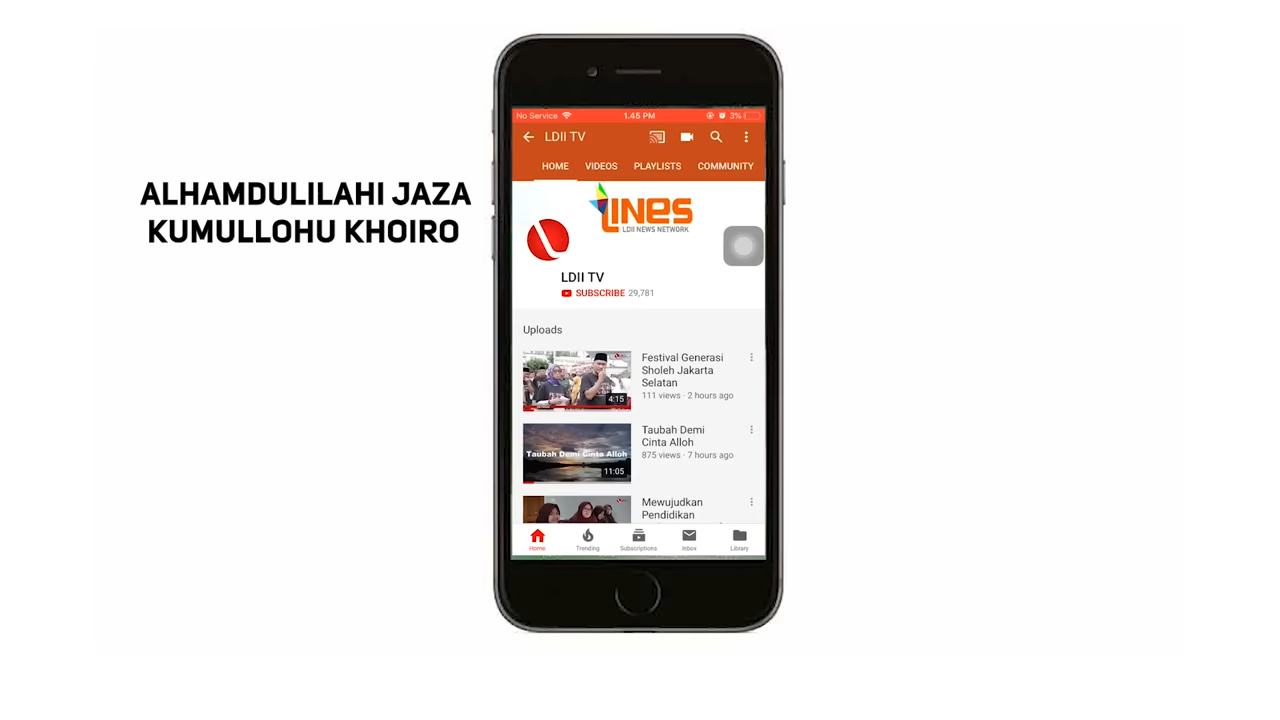 ALHAMDULILAHI JAZA
KUMULLOHU KHOIRO
No Service
1.45 PM
3%
LDII TV
HOME VIDEOS PLAYLISTS COMMUNITY
LINES
LDII NEWS NETWORK
LDII TV
SUBSCRIBE 29,781
Uploads
4:15
Festival Generasi
Sholeh Jakarta
Selatan
111 views · 2 hours ago
Taubah Demi Cinta Alloh
11:05
Taubah Demi
Cinta Alloh
875 views · 7 hours ago
Mewujudkan
Pendidikan
Home Trending Subscriptions Inbox Library